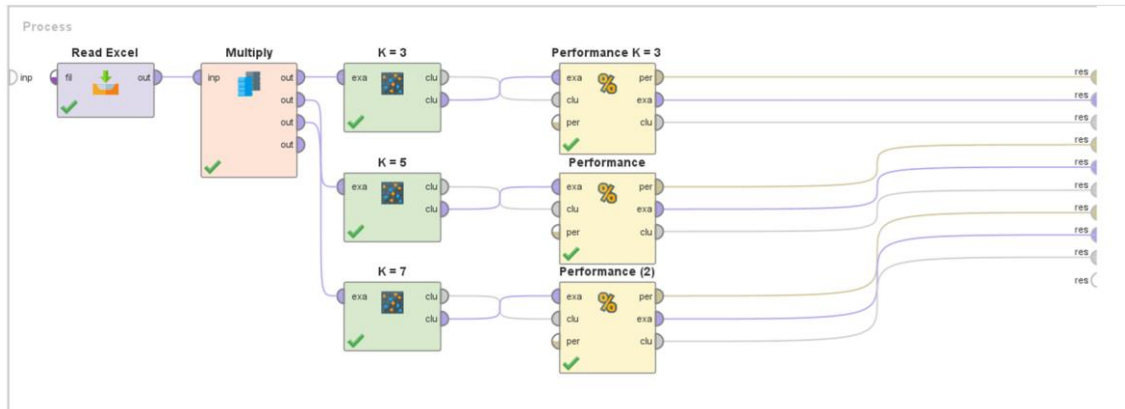 Process
Read Excel Multiply K = 3 Performance K = 3
inp fil out inp out exa clu exa per res
out clu clu exa res
out per clu res
out res
K = 5 Performance
exa clu exa per res
clu clu exa res
per clu res
K = 7 Performance (2)
exa clu exa per res
clu clu exa res
per clu res